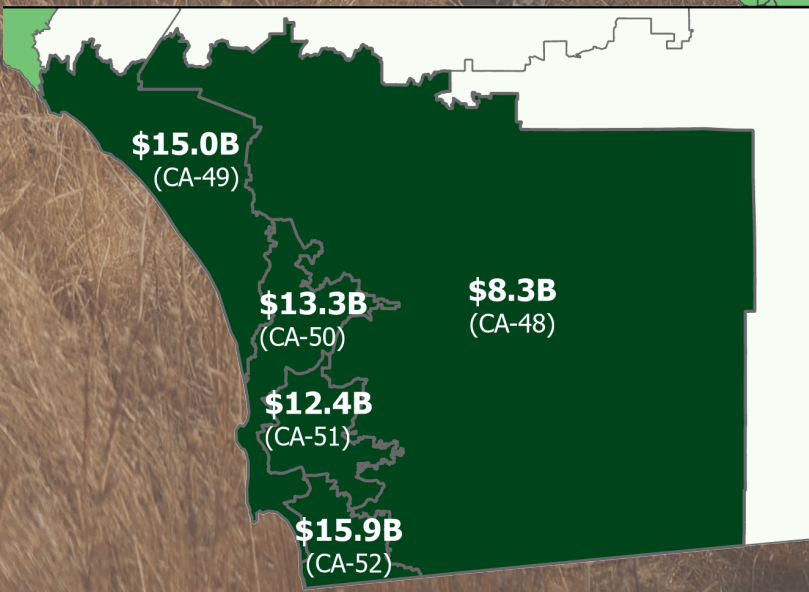 $15.0B
(CA-49)
$8.3B
(CA-48)
$13.3B
(CA-50)
$12.4B
(CA-51)
$15.9B
(CA-52)